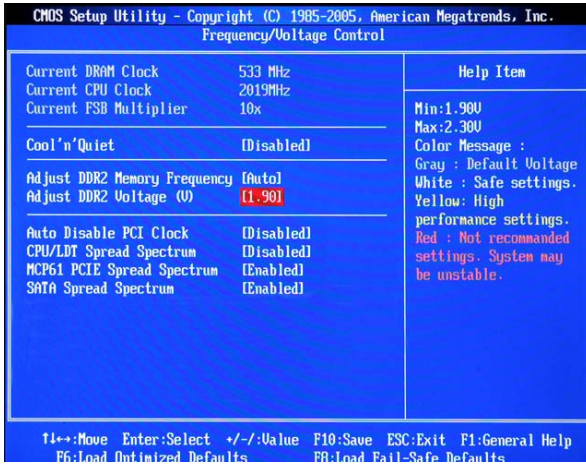 CMOS Setup Utility - Copyright (C) 1985-2005, American Megatrends, Inc.
Frequency/Voltage Control
Current DRAM Clock 533 MHz
Current CPU Clock 2019MHz
Current FSB Multiplier 10x
Cool'n'Quiet [Disabled]
Adjust DDR2 Memory Frequency [Auto]
Adjust DDR2 Voltage (V) [1.90]
Auto Disable PCI Clock [Disabled]
CPU/LDT Spread Spectrum [Disabled]
MCP61 PCIE Spread Spectrum [Enabled]
SATA Spread Spectrum [Enabled]
Help Item
Min:1.90V
Max:2.30V
Color Message :
Gray : Default Voltage
White : Safe settings.
Yellow: High
performance settings.
Red : Not recommanded
settings. System may
be unstable.
↑↓←→:Move Enter:Select +/-/:Value F10:Save ESC:Exit F1:General Help
F6:Load Optimized Defaults F8:Load Fail-Safe Defaults